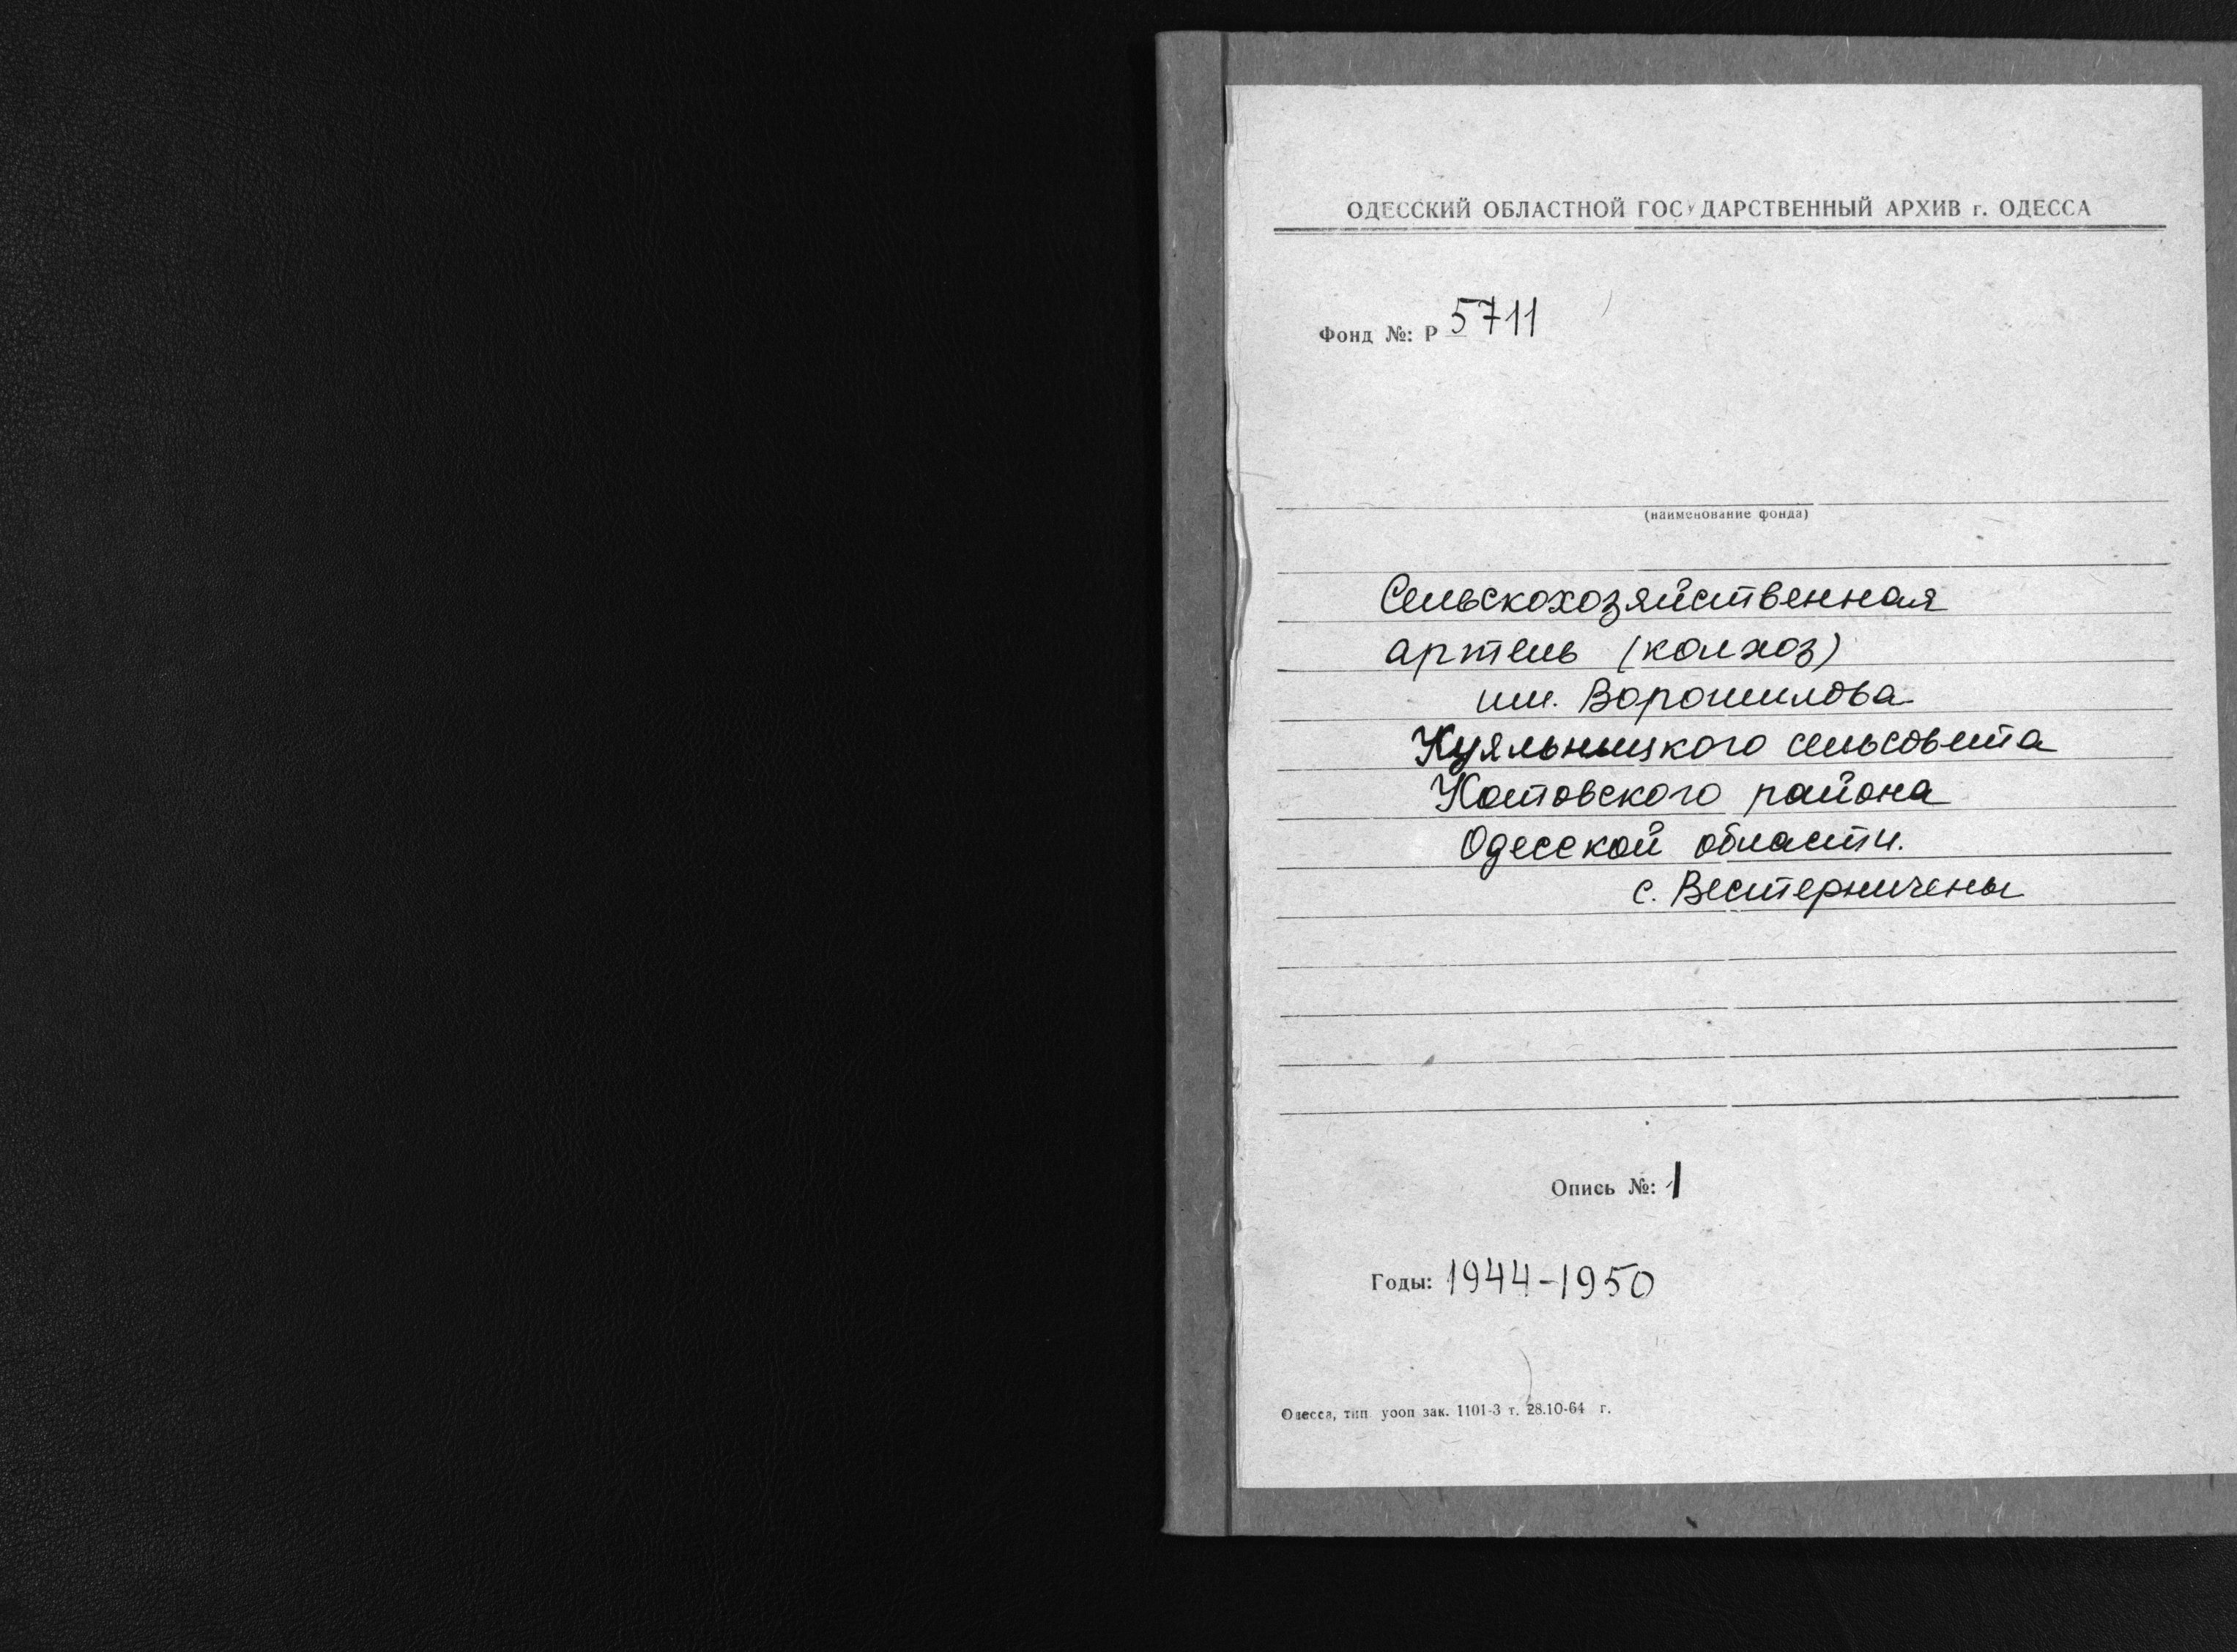 ОДЕССКИЙ ОБЛАСТНОЙ ГОСУДАРСТВЕННЫЙ АРХИВ г. ОДЕССА
Фонд №: Р 5711
(наименование фонда)
Сельскохозяйственная
артель (колхоз)
им. Ворошилова
Куяльницкого сельсовета
Котовского района
Одесской области.
с. Вестерничены
Опись №: 1
Годы: 1944-1950
Одесса, тип. уооп зак. 1101-3 т. 28.10-64 г.